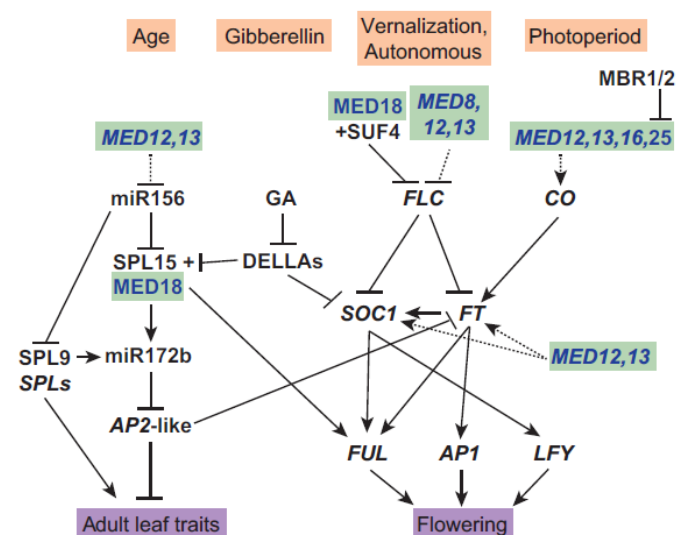 Age
Gibberellin
Vernalization,
Autonomous
Photoperiod
MBR1/2
MED18
+SUF4
MED8,
12,13
MED12,13
MED12,13,16,25
miR156
GA
FLC
CO
SPL15 +
MED18
DELLAs
SOC1
FT
SPL9
SPLs
miR172b
MED12,13
AP2-like
FUL
AP1
LFY
Adult leaf traits
Flowering